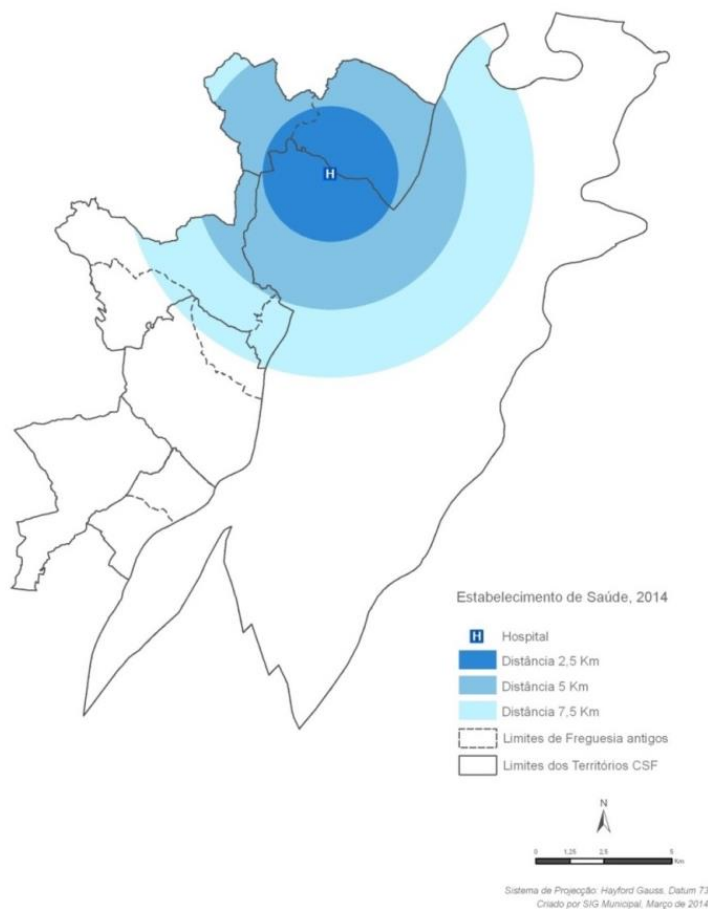 H
Estabelecimento de Saúde, 2014
H Hospital
Distância 2,5 Km
Distância 5 Km
Distância 7,5 Km
Limites de Freguesia antigos
Limites dos Territórios CSF
N
0 1,25 2,5 5
Km
Sistema de Projecção: Hayford Gauss. Datum 73
Criado por SIG Municipal, Março de 2014